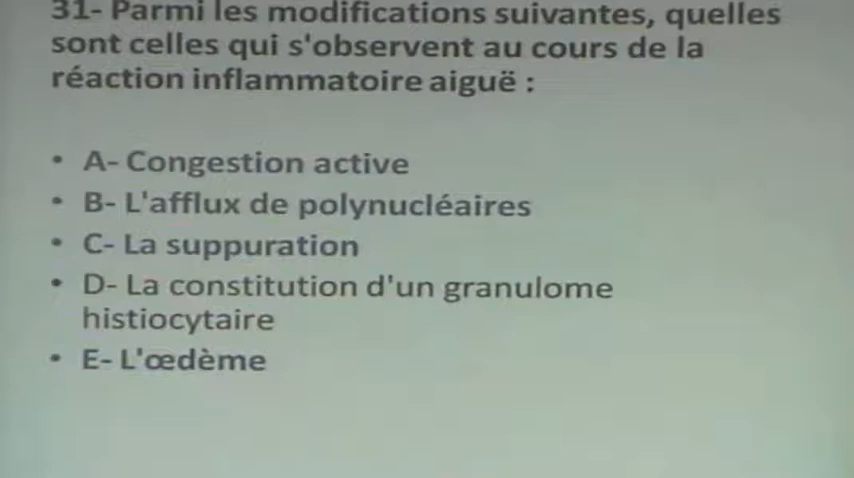 31- Parmi les modifications suivantes, quelles
sont celles qui s'observent au cours de la
réaction inflammatoire aiguë :
• A- Congestion active
• B- L'afflux de polynucléaires
• C- La suppuration
• D- La constitution d'un granulome
histiocytaire
• E- L'œdème